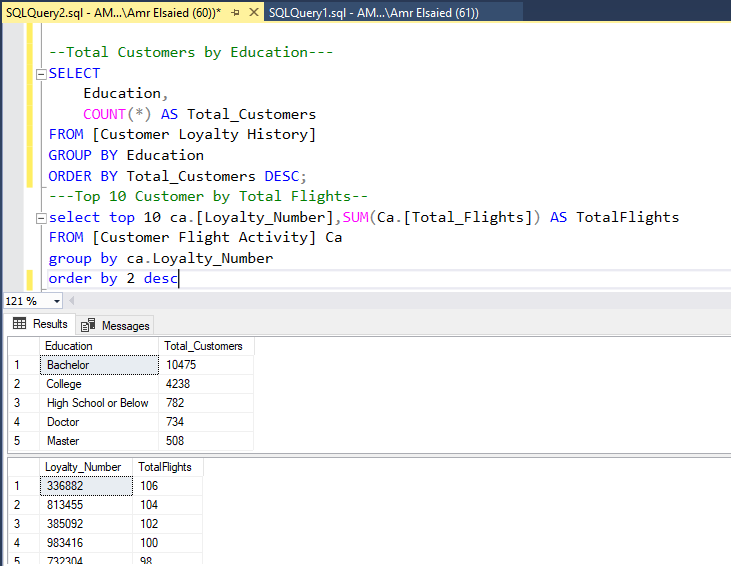 SQLQuery2.sql - AM...\Amr Elsaied (60))* SQLQuery1.sql - AM...\Amr Elsaied (61))
--Total Customers by Education---
SELECT
Education,
COUNT(*) AS Total_Customers
FROM [Customer Loyalty History]
GROUP BY Education
ORDER BY Total_Customers DESC;
---Top 10 Customer by Total Flights--
select top 10 ca.[Loyalty_Number],SUM(Ca.[Total_Flights]) AS TotalFlights
FROM [Customer Flight Activity] Ca
group by ca.Loyalty_Number
order by 2 desc
121 %
Results Messages
Education Total_Customers
1 Bachelor 10475
2 College 4238
3 High School or Below 782
4 Doctor 734
5 Master 508
Loyalty_Number TotalFlights
1 336882 106
2 813455 104
3 385092 102
4 983416 100
5 732304 98